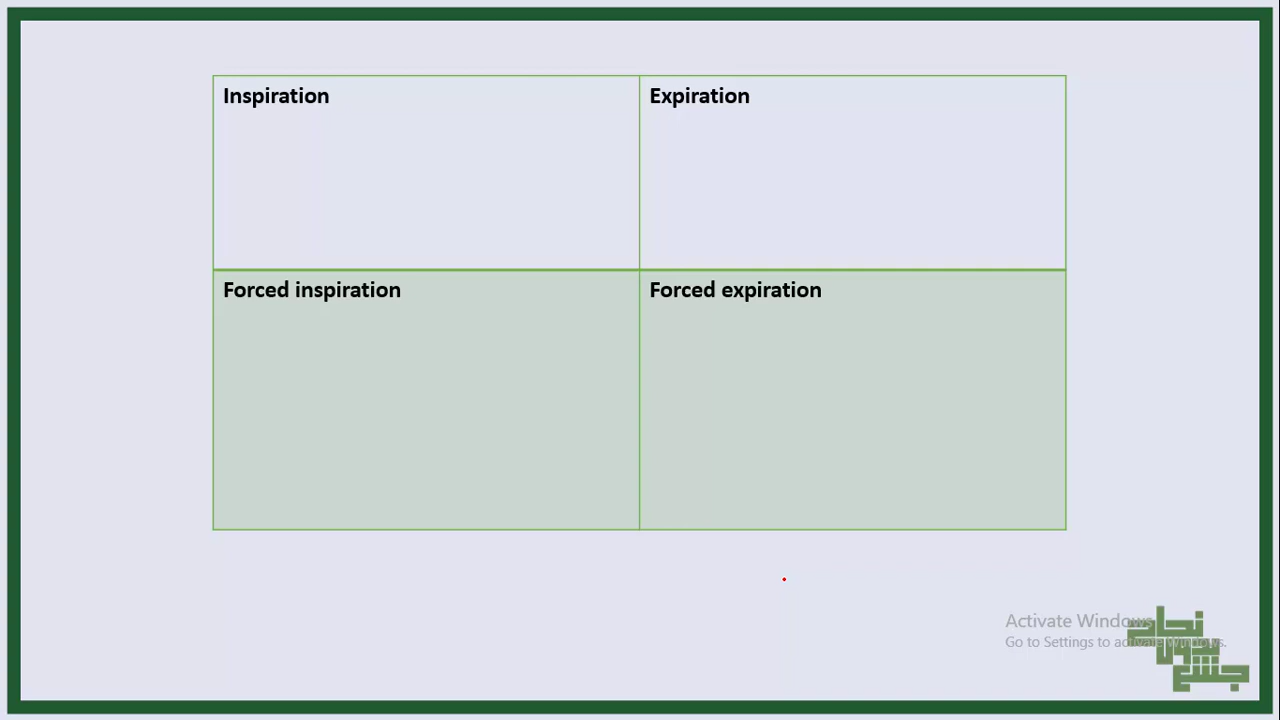 Inspiration
Expiration
Forced inspiration
Forced expiration
Activate Windows
Go to Settings to activate Windows.